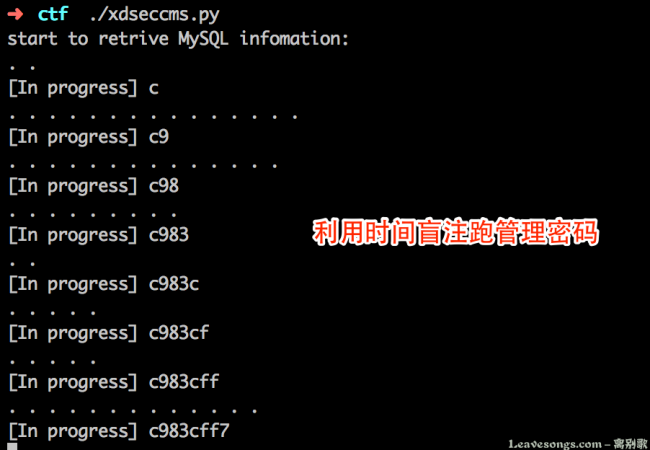 ➜ ctf ./xdseccms.py
start to retrive MySQL infomation:
. .
[In progress] c
. . . . . . . . . . . . . . .
[In progress] c9
. . . . . . . . . . . . . .
[In progress] c98
. . . . . . . . .
[In progress] c983
利用时间盲注跑管理密码
. .
[In progress] c983c
. . . . .
[In progress] c983cf
. . . . .
[In progress] c983cff
. . . . . . . . . . . . .
[In progress] c983cff7
Leavesongs.com - 离别歌